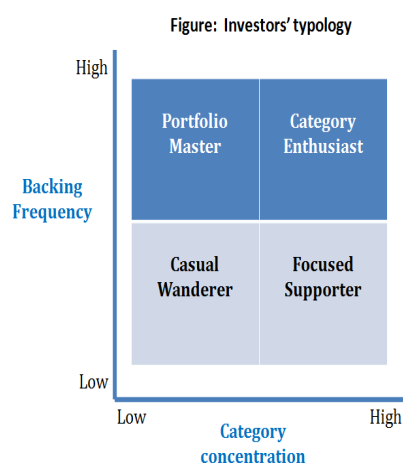 Figure:  Investors' typology
High
Portfolio
Master
Category
Enthusiast
Backing
Frequency
Casual
Wanderer
Focused
Supporter
Low
Low
High
Category
concentration